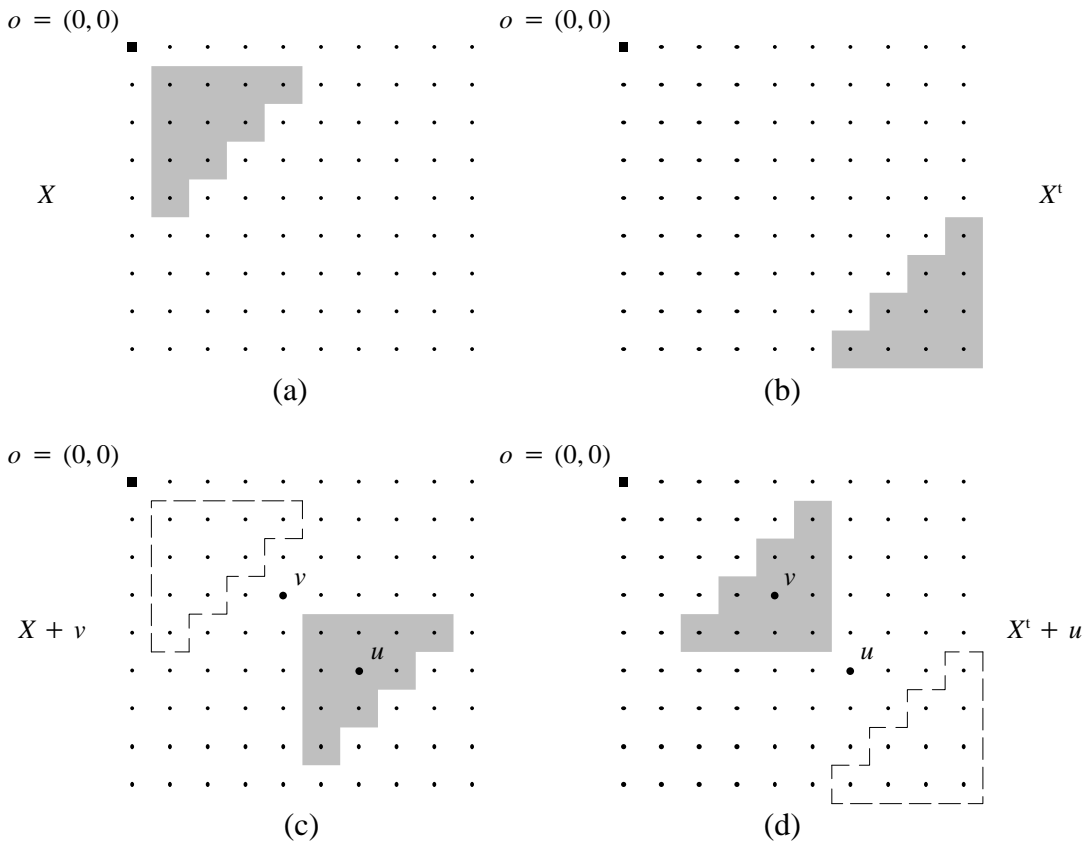 o = (0, 0)
o = (0, 0)
X
Xᵗ
(a)
(b)
o = (0, 0)
o = (0, 0)
v
v
X + v
Xᵗ + u
u
u
(c)
(d)